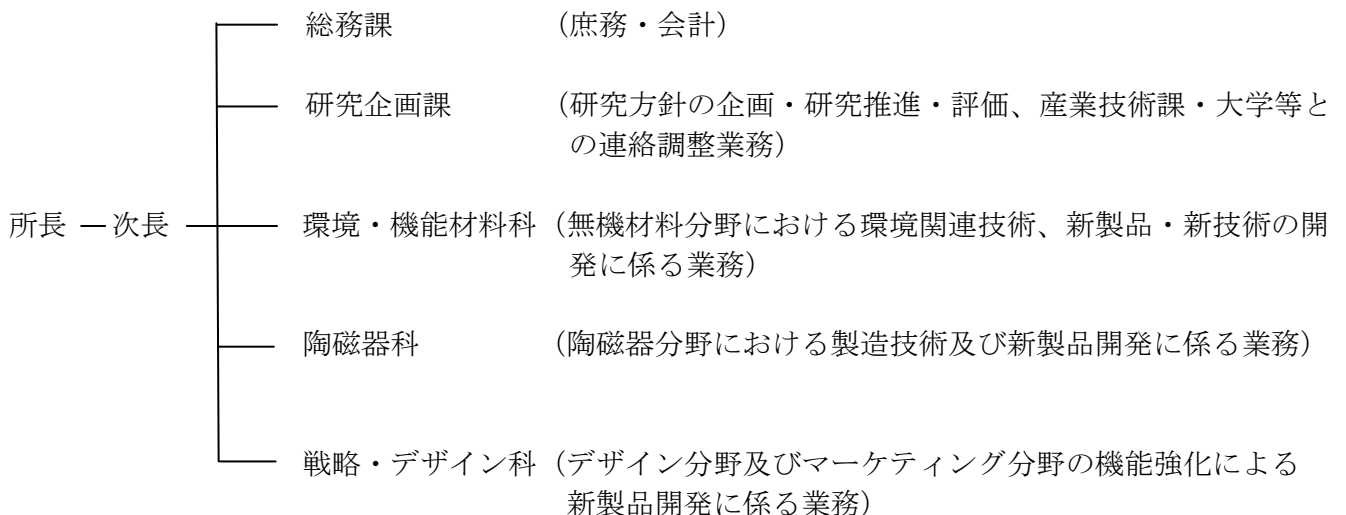 総務課 (庶務・会計)
研究企画課 (研究方針の企画・研究推進・評価、産業技術課・大学等と
の連絡調整業務)
所長 ― 次長 環境・機能材料科 (無機材料分野における環境関連技術、新製品・新技術の開
発に係る業務)
陶磁器科 (陶磁器分野における製造技術及び新製品開発に係る業務)
戦略・デザイン科 (デザイン分野及びマーケティング分野の機能強化による
新製品開発に係る業務)